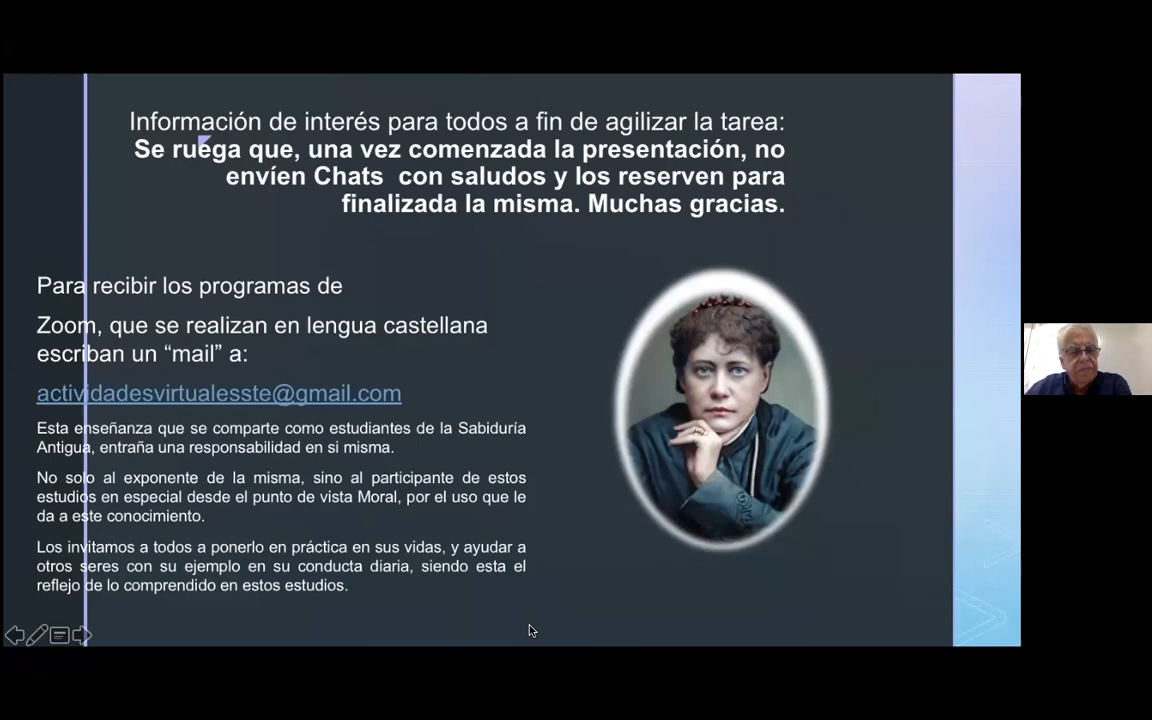 Información de interés para todos a fin de agilizar la tarea:
Se ruega que, una vez comenzada la presentación, no
envíen Chats  con saludos y los reserven para
finalizada la misma. Muchas gracias.
Para recibir los programas de
Zoom, que se realizan en lengua castellana
escriban un “mail” a:
actividadesvirtualesste@gmail.com
Esta enseñanza que se comparte como estudiantes de la Sabiduría
Antigua, entraña una responsabilidad en si misma.
No solo al exponente de la misma, sino al participante de estos
estudios en especial desde el punto de vista Moral, por el uso que le
da a este conocimiento.
Los invitamos a todos a ponerlo en práctica en sus vidas, y ayudar a
otros seres con su ejemplo en su conducta diaria, siendo esta el
reflejo de lo comprendido en estos estudios.